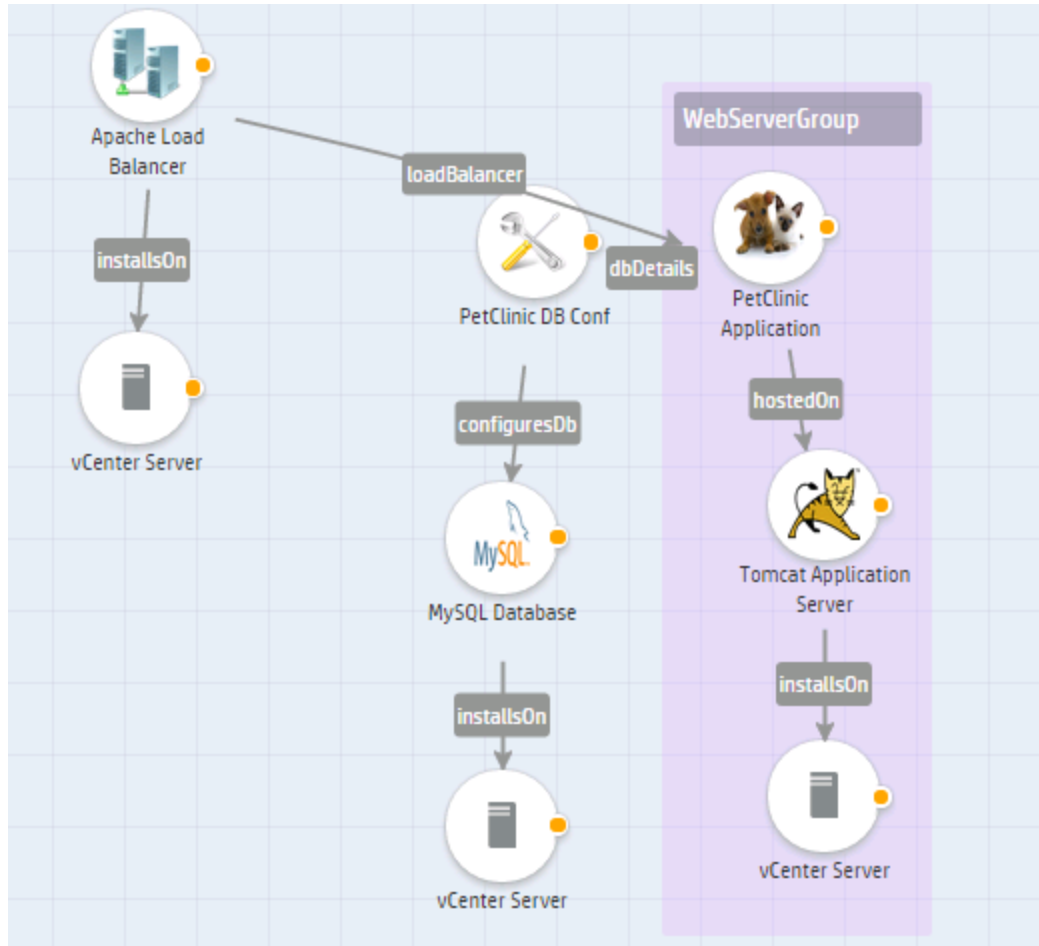 Apache Load
Balancer
WebServerGroup
loadBalancer
installsOn
dbDetails
PetClinic DB Conf
PetClinic
Application
hostedOn
configuresDb
vCenter Server
MySQL
MySQL Database
Tomcat Application
Server
installsOn
installsOn
vCenter Server
vCenter Server